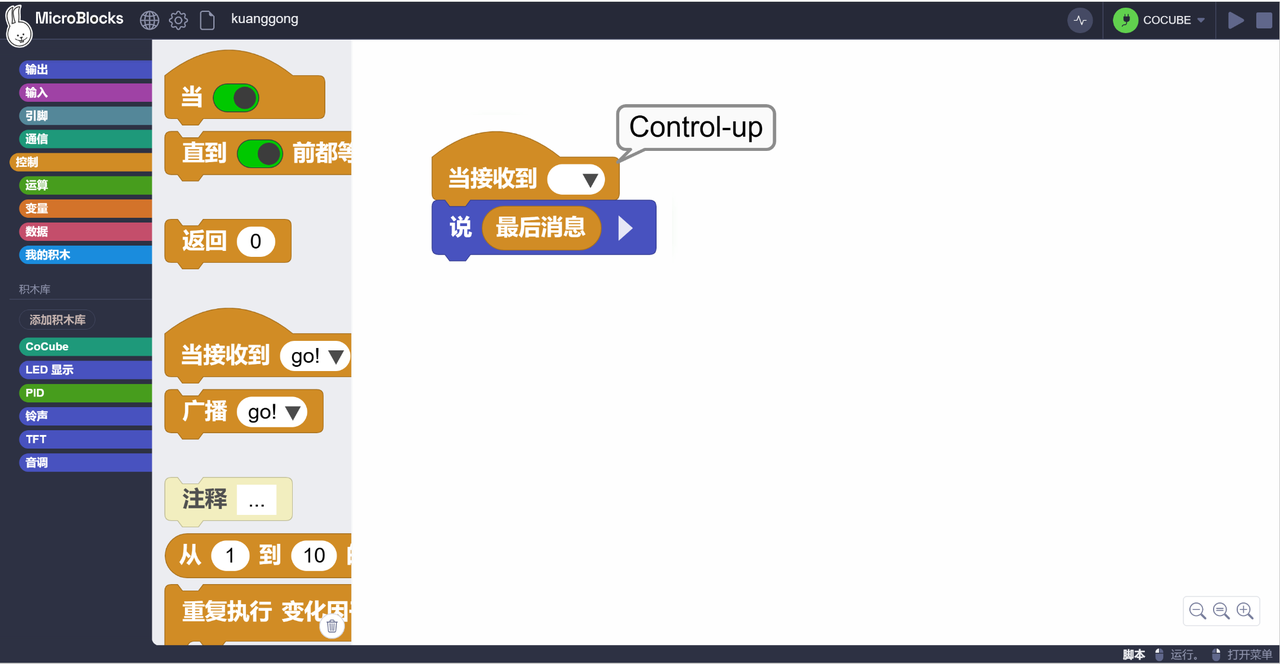 MicroBlocks
kuanggong
COCUBE
输出
输入
引脚
通信
控制
运算
变量
数据
我的积木
积木库
添加积木库
CoCube
LED 显示
PID
铃声
TFT
音调
当
直到 前都等
返回 0
当接收到 go!
广播 go!
注释 ...
从 1 到 10
重复执行 变化因
Control-up
当接收到
说 最后消息
脚本 运行。 打开菜单